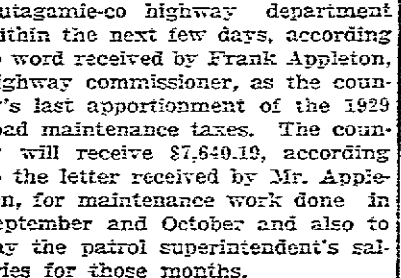 utagamie-co highway department
ithin the next few days, according
word received by Frank Appleton,
ighway commissioner, as the coun-
y's last apportionment of the 1929
oad maintenance taxes. The coun-
will receive $7,640.19, according
the letter received by Mr. Apple-
n, for maintenance work done in
eptember and October and also to
ay the patrol superintendent's sal-
ries for those months.